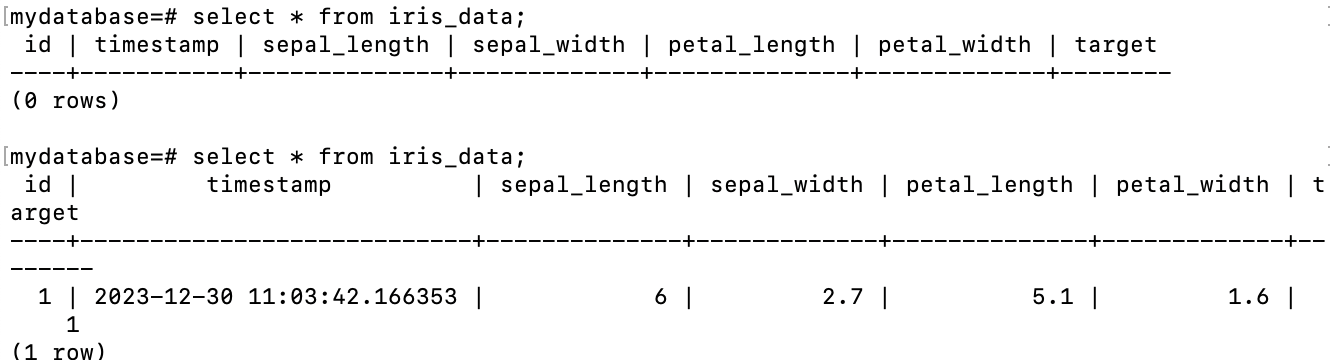 [mydatabase=# select * from iris_data;
 id | timestamp | sepal_length | sepal_width | petal_length | petal_width | target
----+-----------+--------------+-------------+--------------+-------------+--------
(0 rows)
[mydatabase=# select * from iris_data;
 id |         timestamp          | sepal_length | sepal_width | petal_length | petal_width | t
arget
----+----------------------------+--------------+-------------+--------------+-------------+--
------
  1 | 2023-12-30 11:03:42.166353 |            6 |         2.7 |          5.1 |         1.6 |
     1
(1 row)